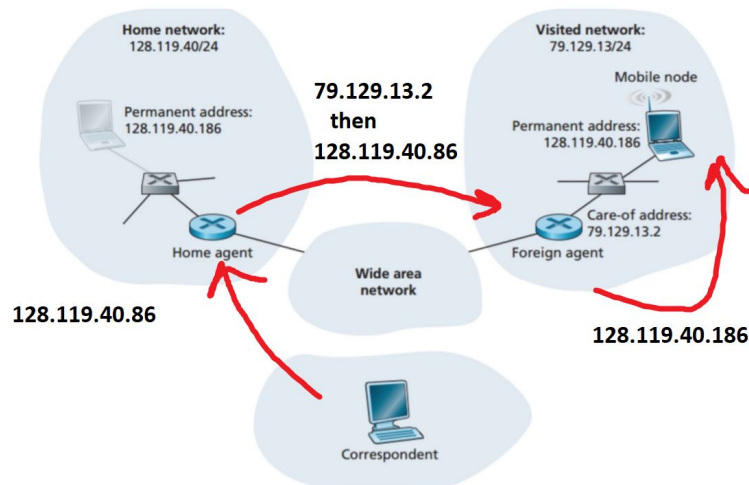 Home network:
128.119.40/24
Visited network:
79.129.13/24
Mobile node
79.129.13.2
then
128.119.40.86
Permanent address:
128.119.40.186
Permanent address:
128.119.40.186
Care-of address:
79.129.13.2
Home agent
Foreign agent
Wide area
network
128.119.40.86
128.119.40.186
Correspondent